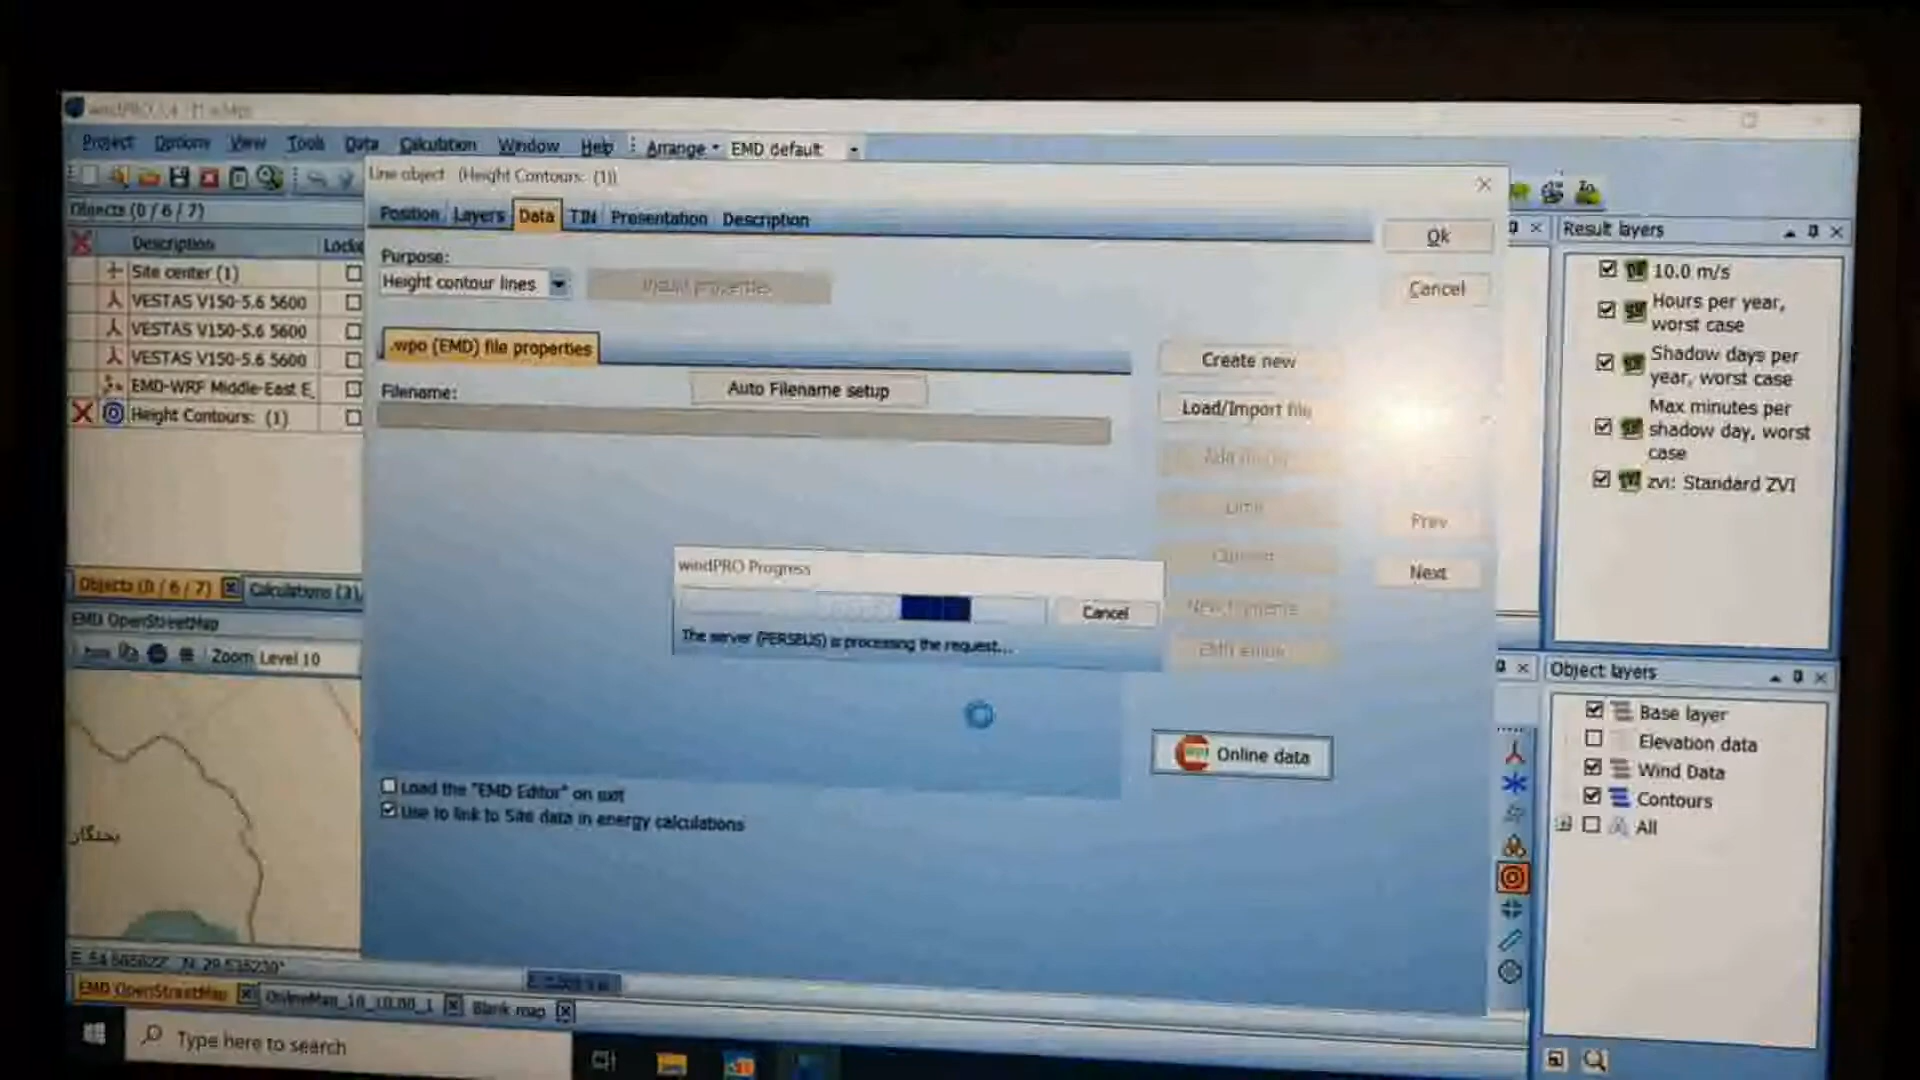 Project Options View Tools Data Calculation Window Help Arrange EMD default
Line object (Height Contours: (1))
Objects (0 / 6 / 7)
Position Layers Data TIN Presentation Description
Description Locke
Site center (1)
VESTAS V150-5.6 5600
VESTAS V150-5.6 5600
VESTAS V150-5.6 5600
EMD-WRF Middle-East E
Height Contours: (1)
Purpose:
Height contour lines
Ok
Cancel
.wpo (EMD) file properties
Filename:
Auto Filename setup
Create new
Load/Import file
Limit
Prev
Next
windPRO Progress
Cancel
The server (PERSEUS) is processing the request...
Online data
Load the "EMD Editor" on exit
Use to link to Site data in energy calculations
Objects (0 / 6 / 7) Calculations (3)
EMD OpenStreetMap
Zoom Level 10
بختگان
EMD OpenStreetMap OnlineMap_10_10.00_1 Blank map
Type here to search
Result layers
10.0 m/s
Hours per year,
worst case
Shadow days per
year, worst case
Max minutes per
shadow day, worst
case
zvi: Standard ZVI
Object layers
Base layer
Elevation data
Wind Data
Contours
All